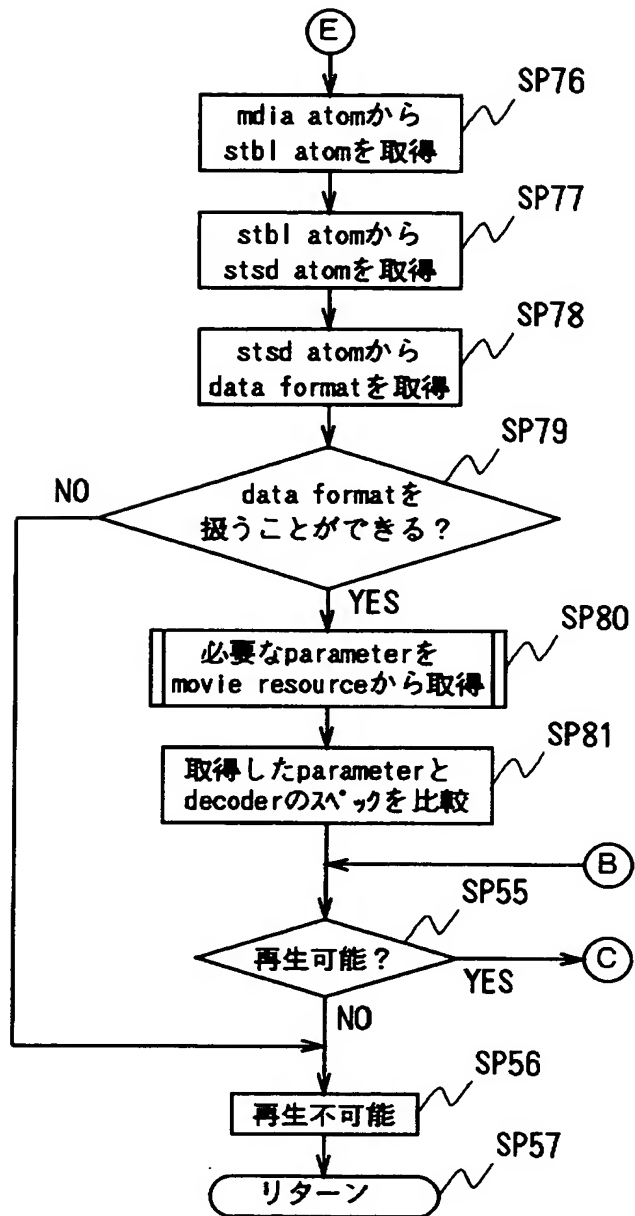 E
SP76
mdia atomから
stbl atomを取得
SP77
stbl atomから
stsd atomを取得
SP78
stsd atomから
data formatを取得
SP79
NO
data formatを
扱うことができる?
YES
SP80
必要なparameterを
movie resourceから取得
SP81
取得したparameterと
decoderのスペックを比較
B
SP55
再生可能?
C
YES
NO
SP56
再生不可能
SP57
リターン